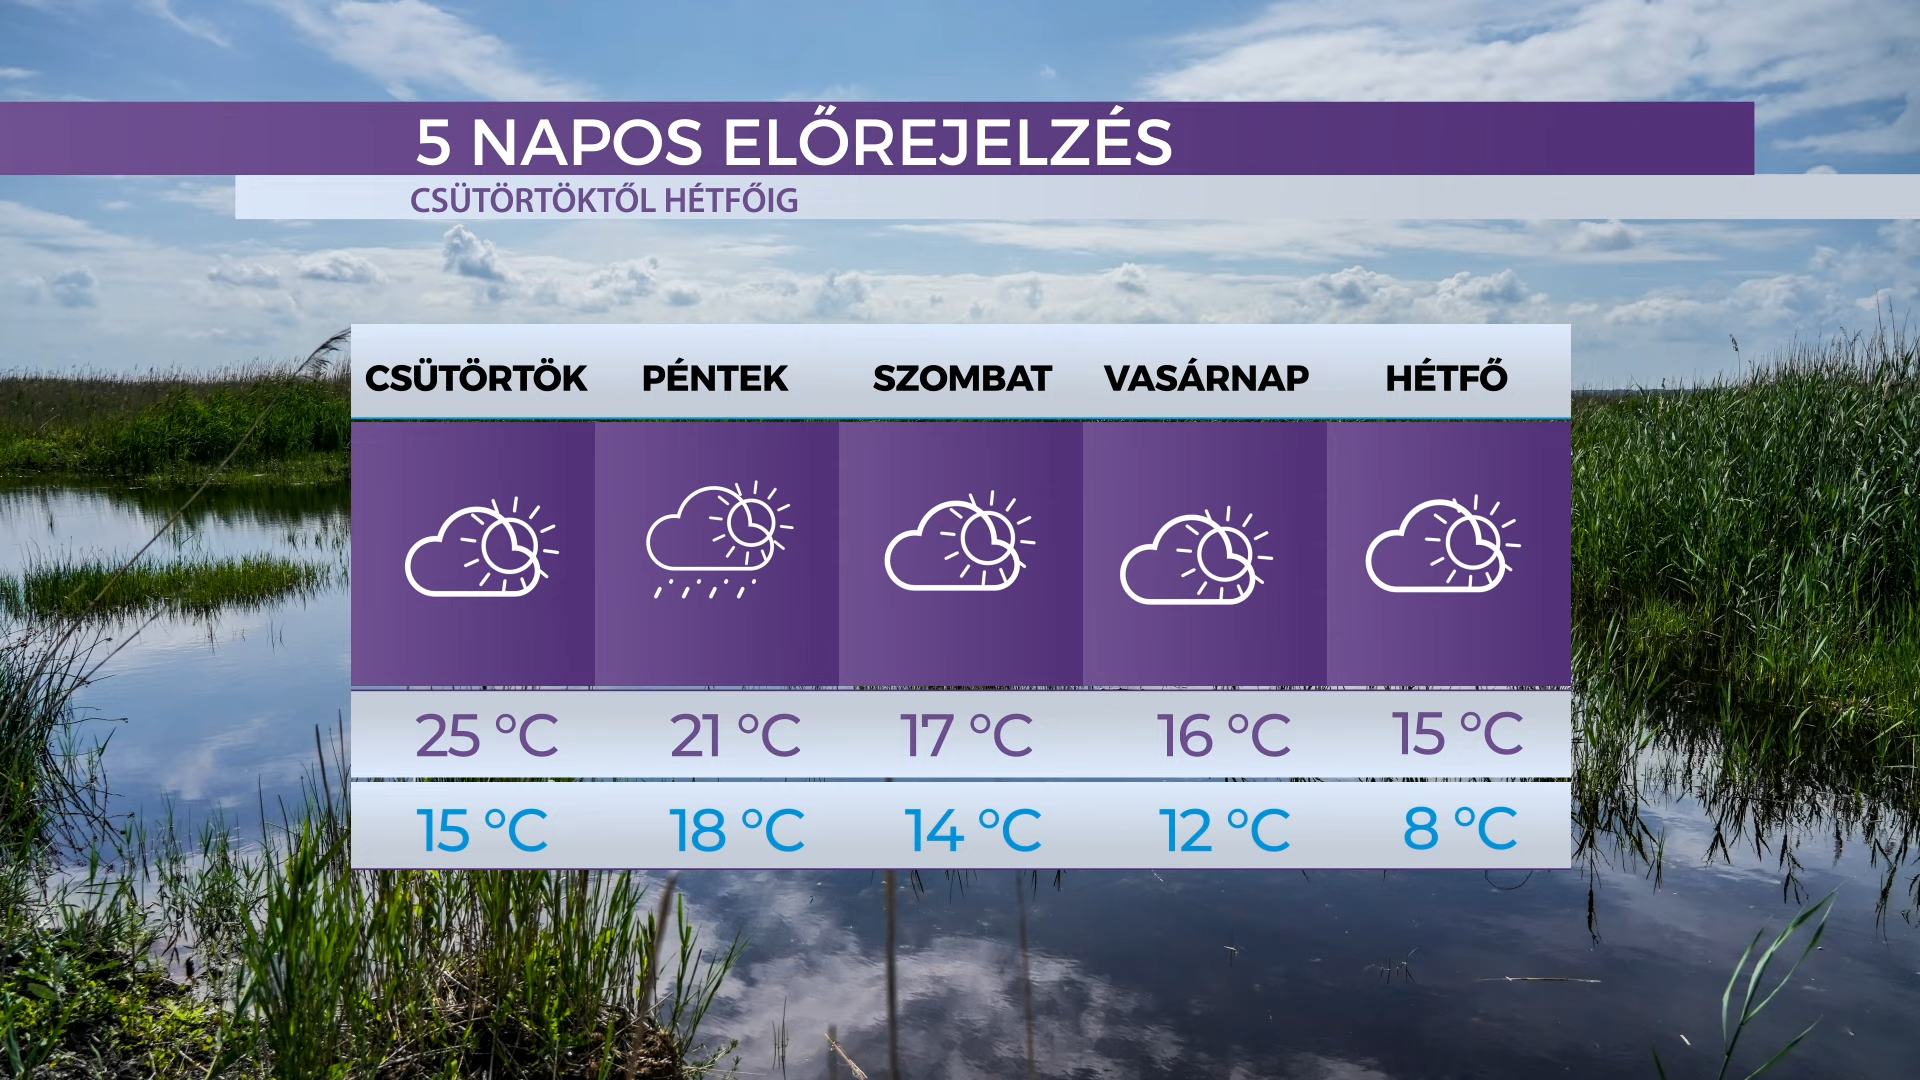 5 NAPOS ELŐREJELZÉS
CSÜTÖRTÖKTŐL HÉTFŐIG
CSÜTÖRTÖK PÉNTEK SZOMBAT VASÁRNAP HÉTFŐ
25 °C 21 °C 17 °C 16 °C 15 °C
15 °C 18 °C 14 °C 12 °C 8 °C